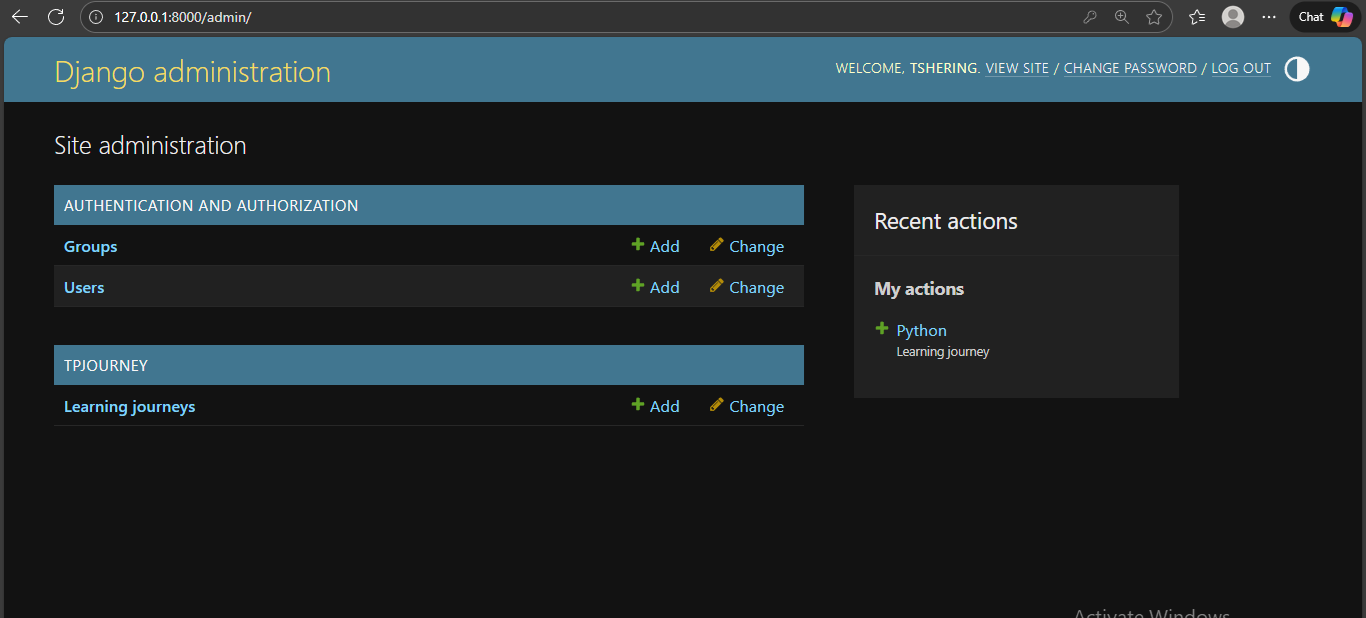 127.0.0.1:8000/admin/
Chat
Django administration
WELCOME, TSHERING. VIEW SITE / CHANGE PASSWORD / LOG OUT
Site administration
AUTHENTICATION AND AUTHORIZATION
Groups Add Change
Users Add Change
TPJOURNEY
Learning journeys Add Change
Recent actions
My actions
Python
Learning journey
Activate Windows